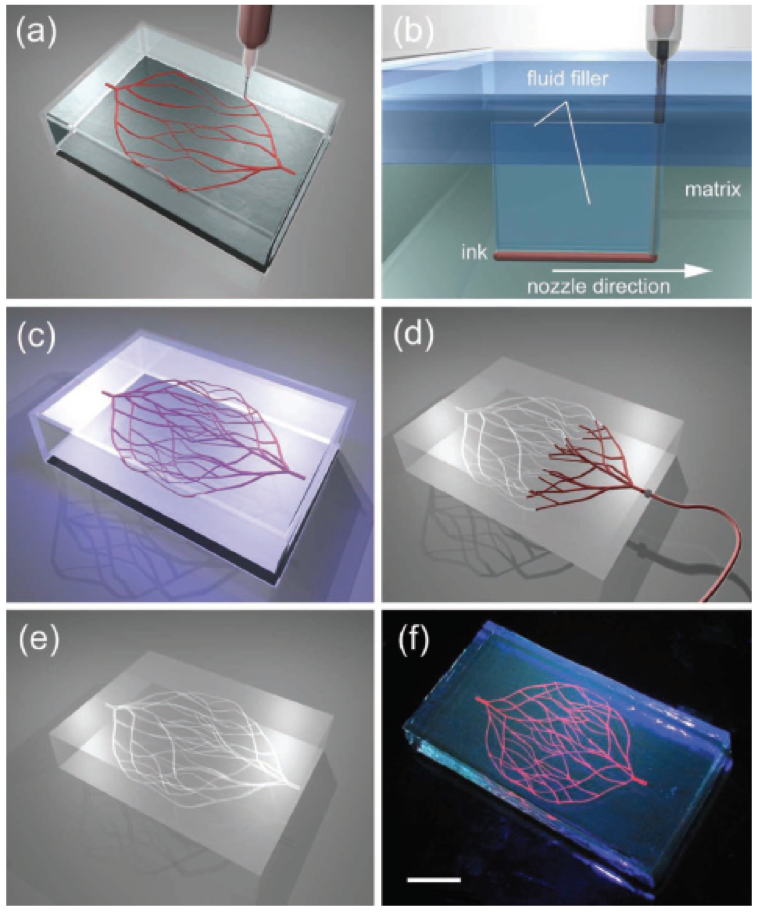 (a)
(b)
fluid filler
matrix
ink
nozzle direction
(c)
(d)
(e)
(f)